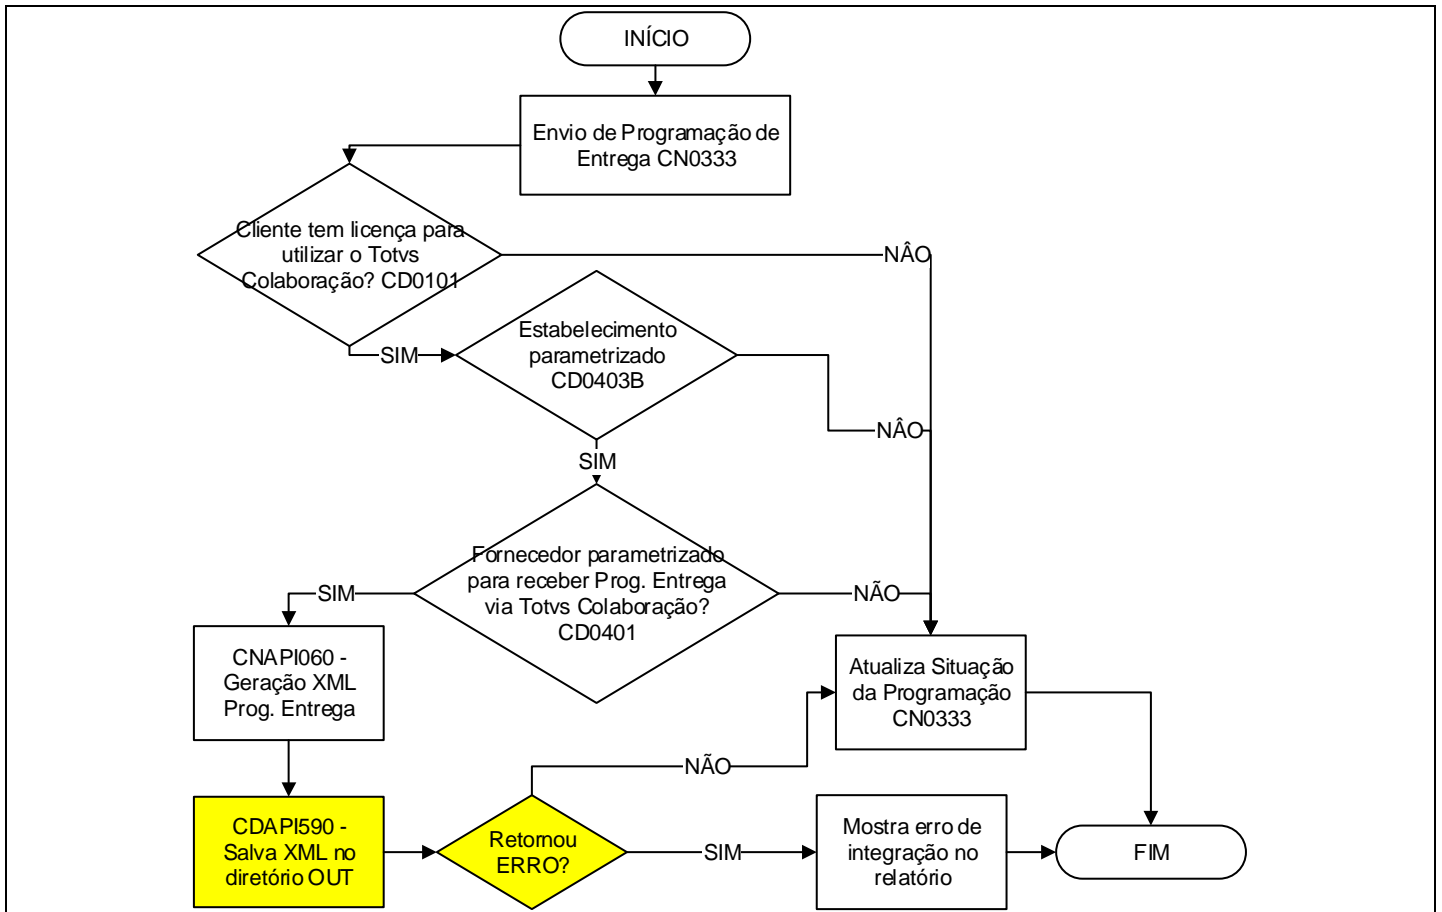 INÍCIO
Envio de Programação de
Entrega CN0333
Cliente tem licença para
utilizar o Totvs
Colaboração? CD0101
NÂO
SIM
Estabelecimento
parametrizado
CD0403B
NÂO
SIM
Fornecedor parametrizado
para receber Prog. Entrega
via Totvs Colaboração?
CD0401
SIM
NÃO
CNAPI060 -
Geração XML
Prog. Entrega
Atualiza Situação
da Programação
CN0333
NÃO
CDAPI590 -
Salva XML no
diretório OUT
Retornou
ERRO?
SIM
Mostra erro de
integração no
relatório
FIM